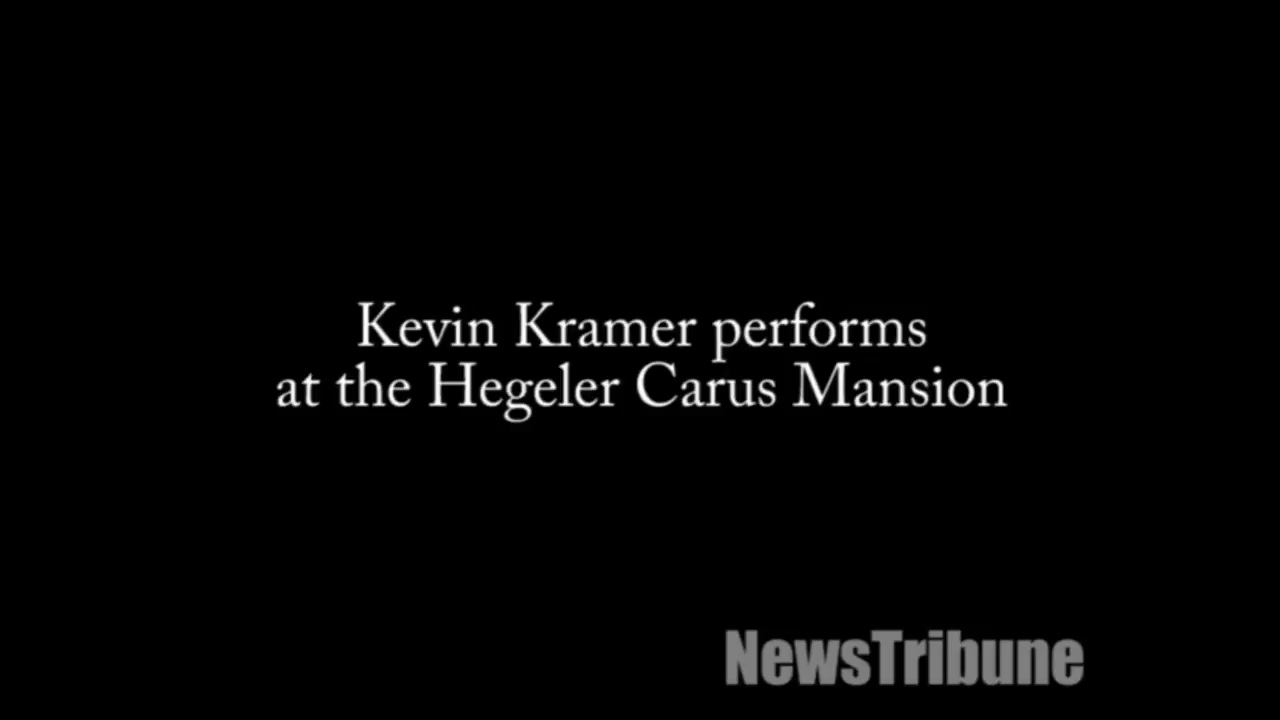 Kevin Kramer performs
at the Hegeler Carus Mansion
NewsTribune